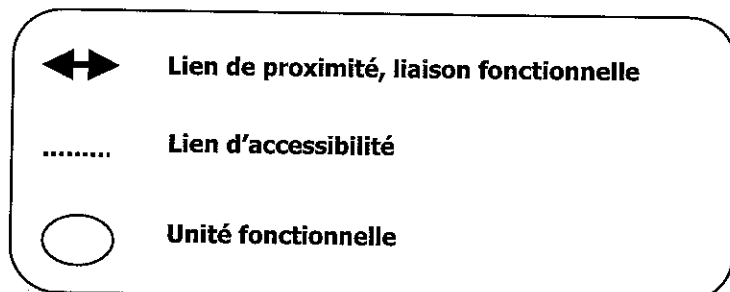 Lien de proximité, liaison fonctionnelle
Lien d'accessibilité
Unité fonctionnelle